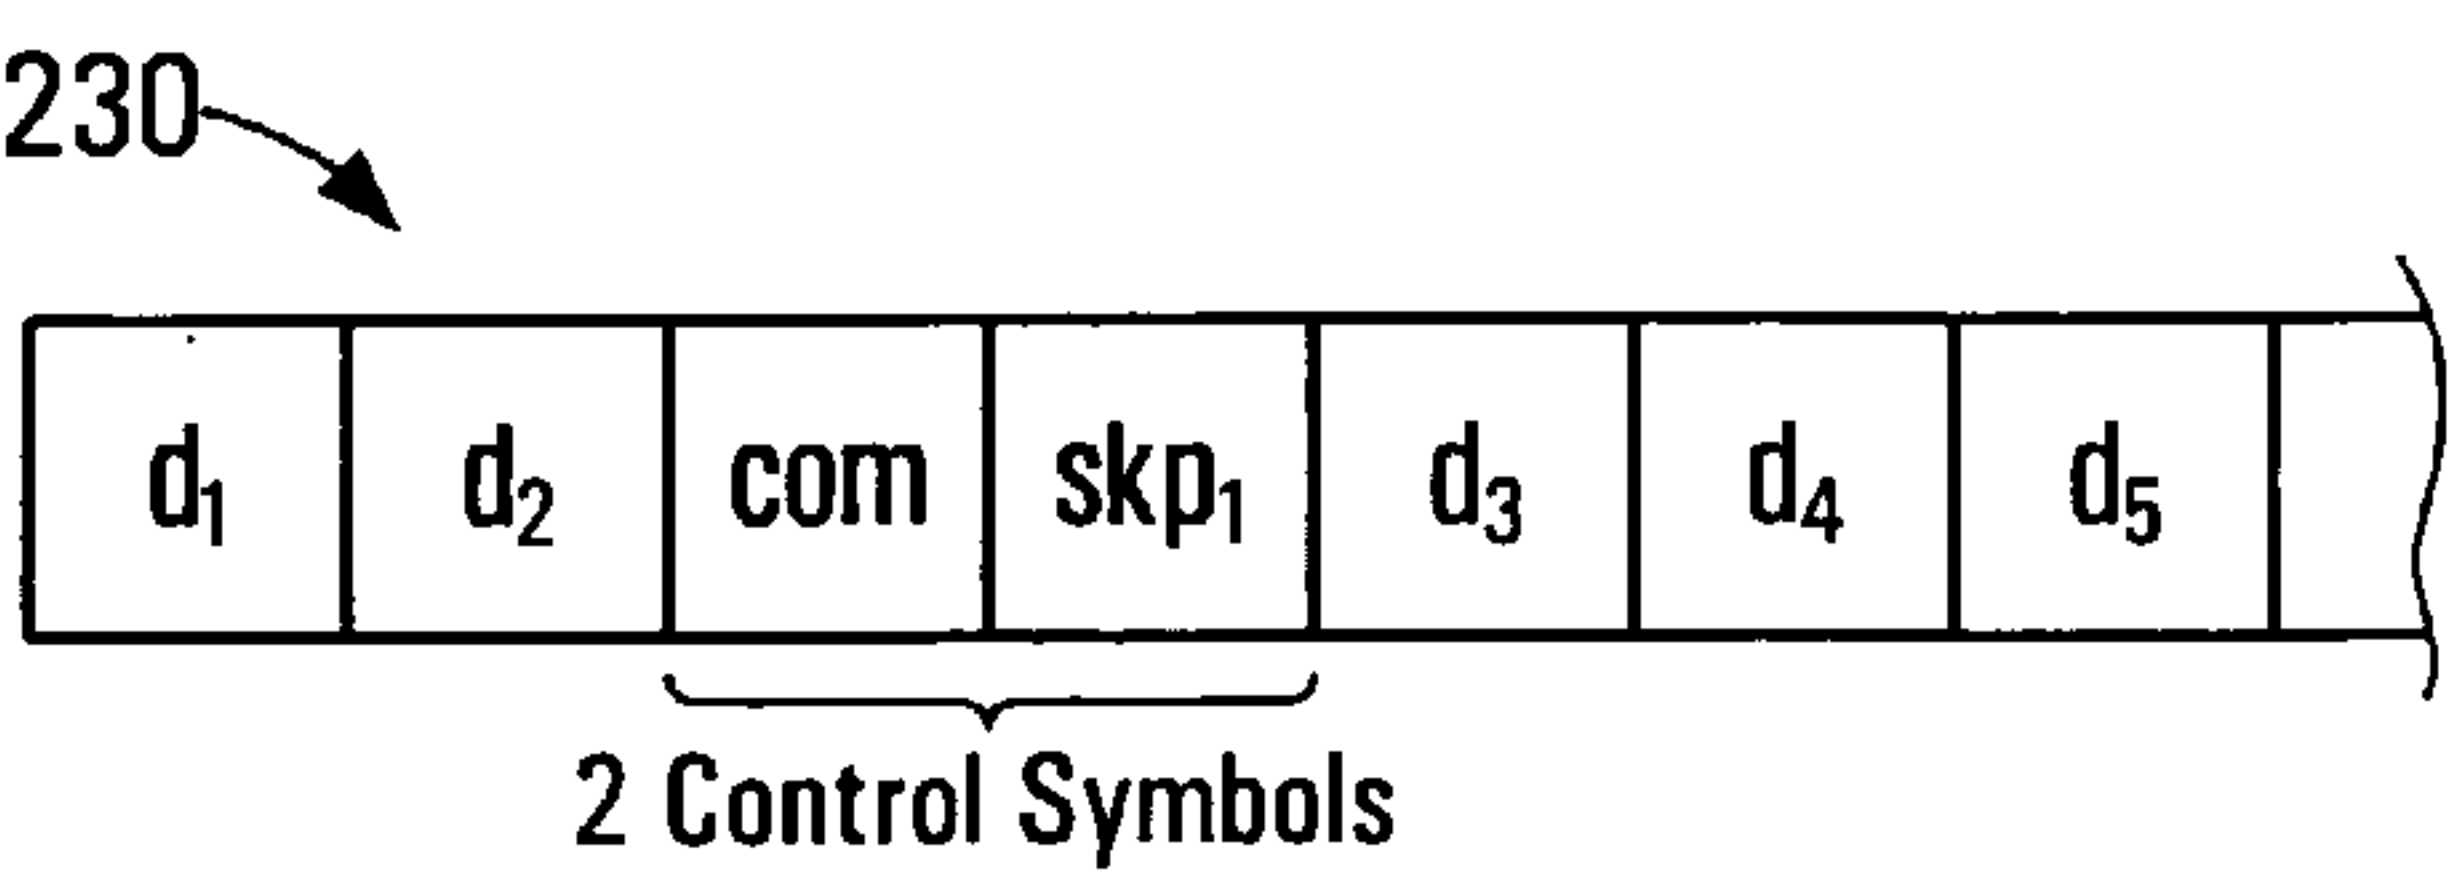 230
d₁ d₂ com skp₁ d₃ d₄ d₅
2 Control Symbols